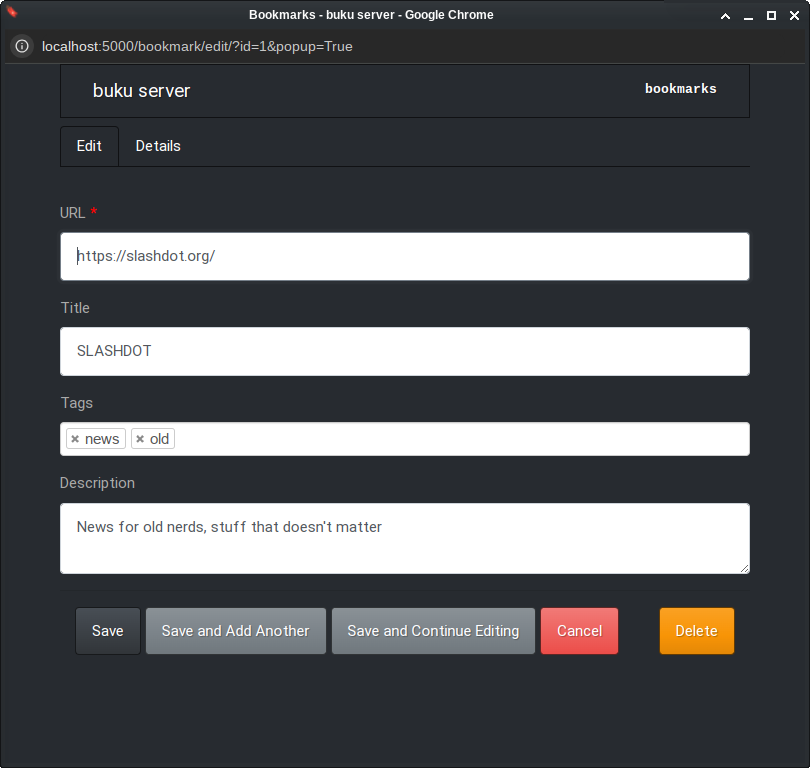 Bookmarks - buku server - Google Chrome
localhost:5000/bookmark/edit/?id=1&popup=True
buku server bookmarks
Edit Details
URL *
https://slashdot.org/
Title
SLASHDOT
Tags
× news × old
Description
News for old nerds, stuff that doesn't matter
Save Save and Add Another Save and Continue Editing Cancel Delete